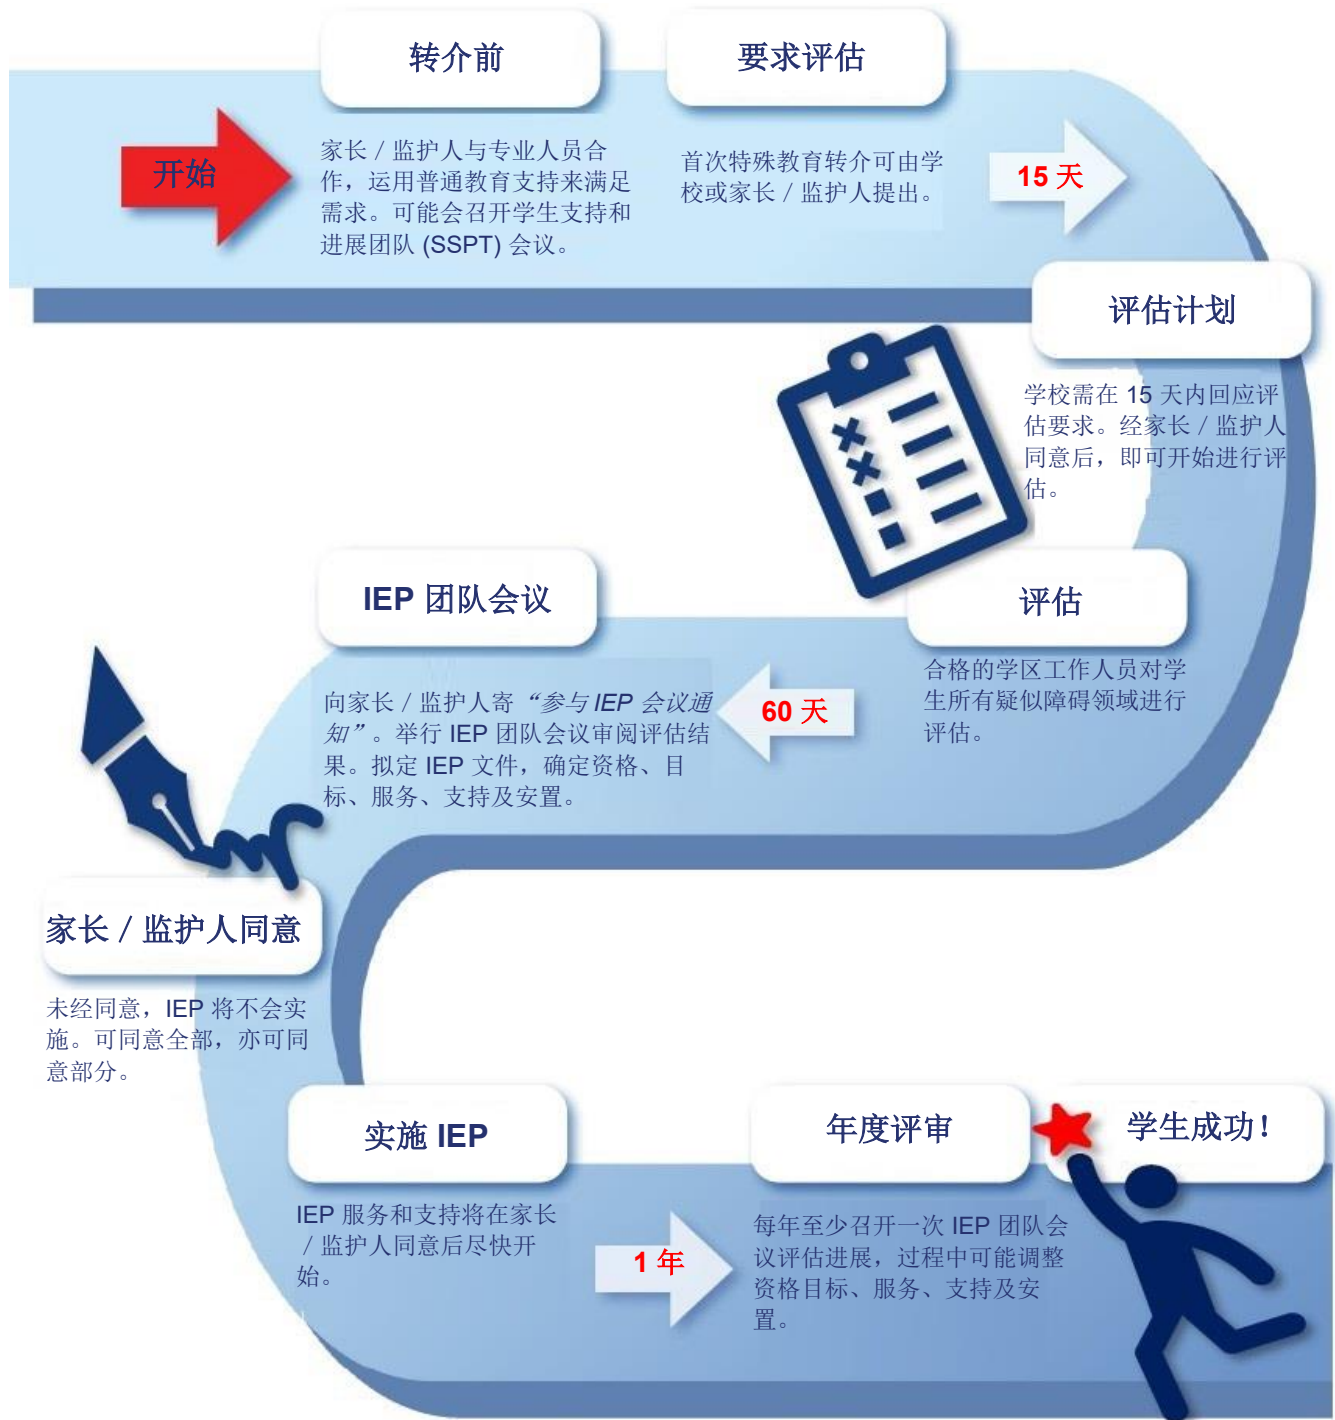 转介前
要求评估
开始
家长 / 监护人与专业人员合
作，运用普通教育支持来满足
需求。可能会召开学生支持和
进展团队 (SSPT) 会议。
首次特殊教育转介可由学
校或家长 / 监护人提出。
15 天
评估计划
学校需在 15 天内回应评
估要求。经家长 / 监护人
同意后，即可开始进行评
估。
评估
合格的学区工作人员对学
生所有疑似障碍领域进行
评估。
60 天
IEP 团队会议
向家长 / 监护人寄“参与 IEP 会议通
知”。举行 IEP 团队会议审阅评估结
果。拟定 IEP 文件，确定资格、目
标、服务、支持及安置。
家长 / 监护人同意
未经同意，IEP 将不会实
施。可同意全部，亦可同
意部分。
实施 IEP
IEP 服务和支持将在家长
/ 监护人同意后尽快开
始。
1 年
年度评审
每年至少召开一次 IEP 团队会
议评估进展，过程中可能调整
资格目标、服务、支持及安
置。
学生成功！